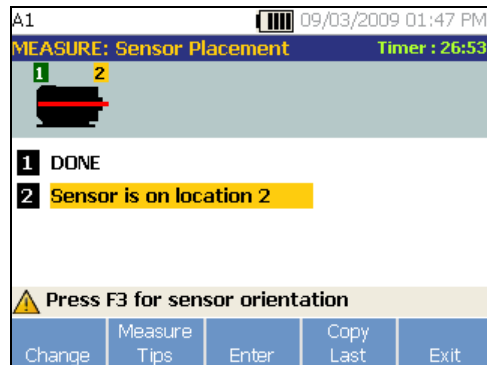 A1 09/03/2009 01:47 PM
MEASURE: Sensor Placement Timer : 26:53
1 2
1 DONE
2 Sensor is on location 2
Press F3 for sensor orientation
Change Measure Tips Enter Copy Last Exit